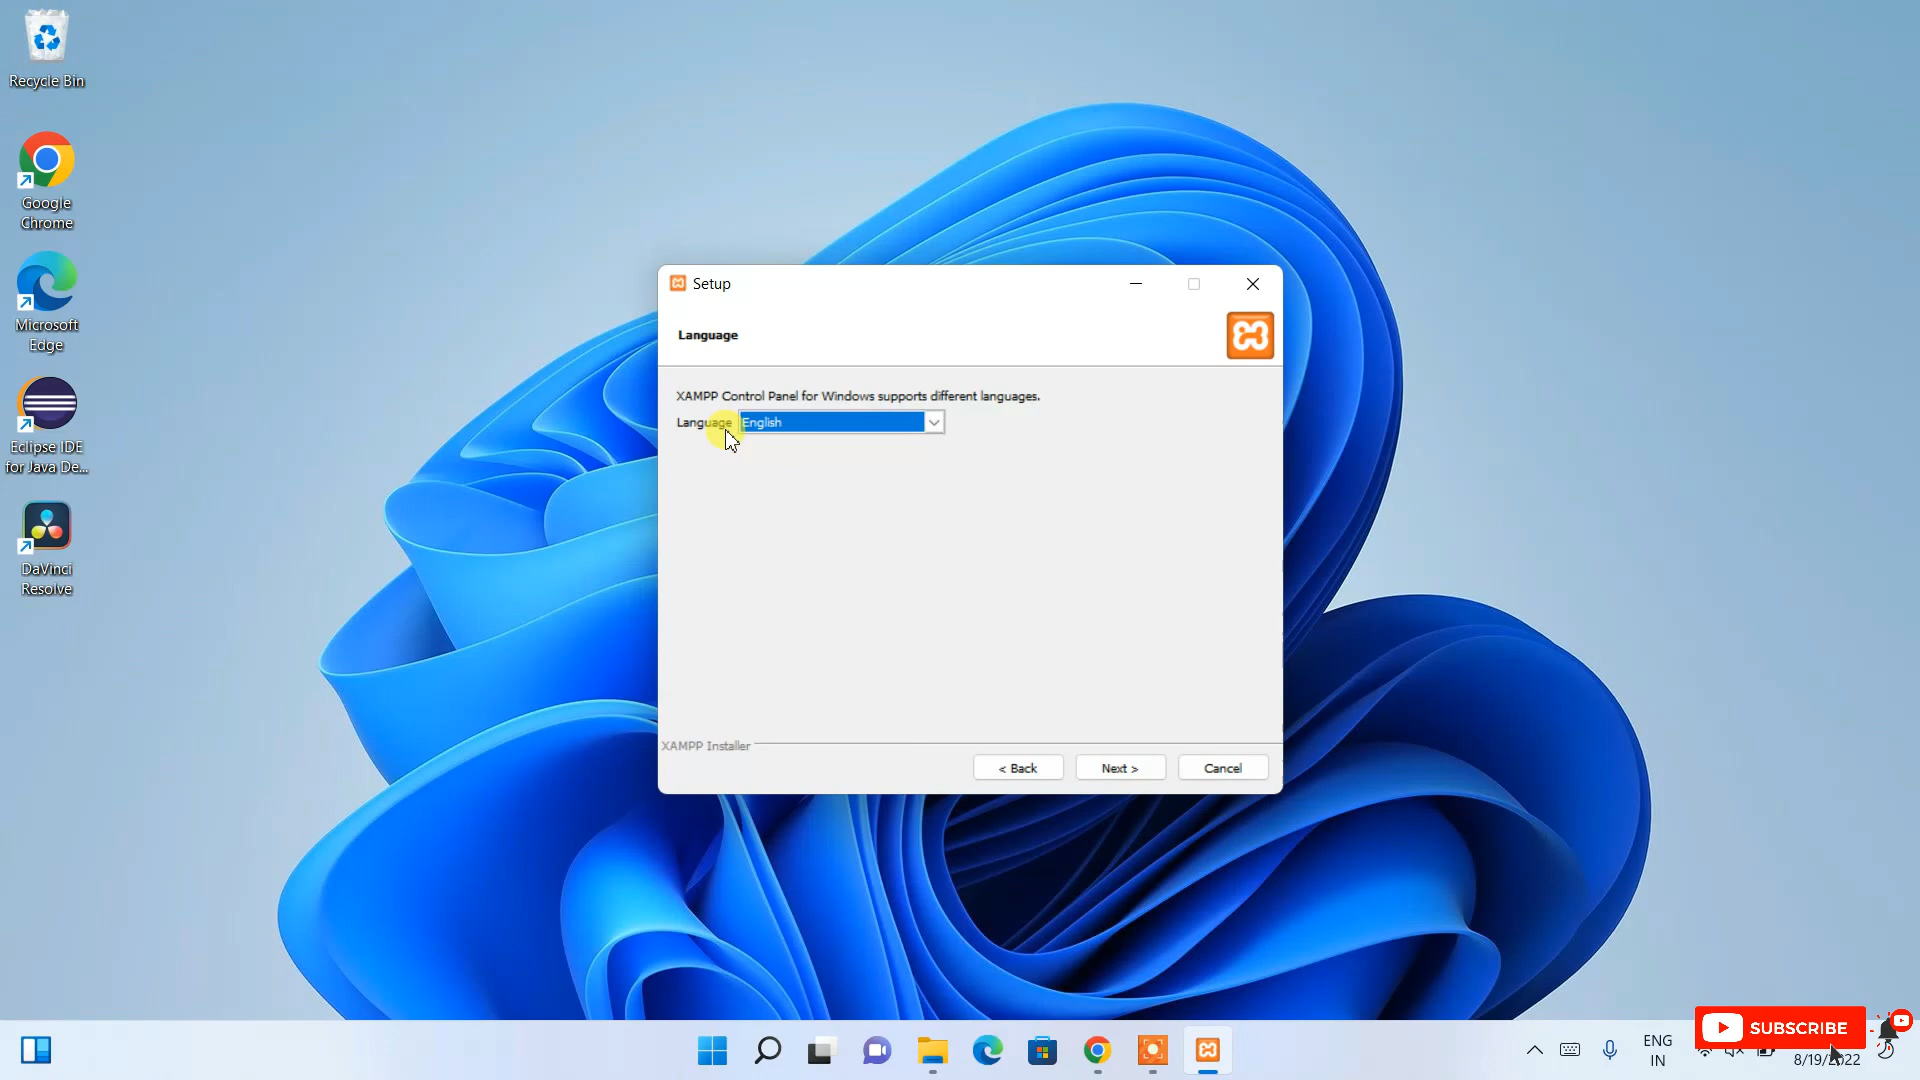 Recycle Bin
Google
Chrome
Microsoft
Edge
Eclipse IDE
for Java De...
DaVinci
Resolve
Setup
Language
XAMPP Control Panel for Windows supports different languages.
Language English
XAMPP Installer
< Back Next > Cancel
ENG
IN
SUBSCRIBE
8/19/2022